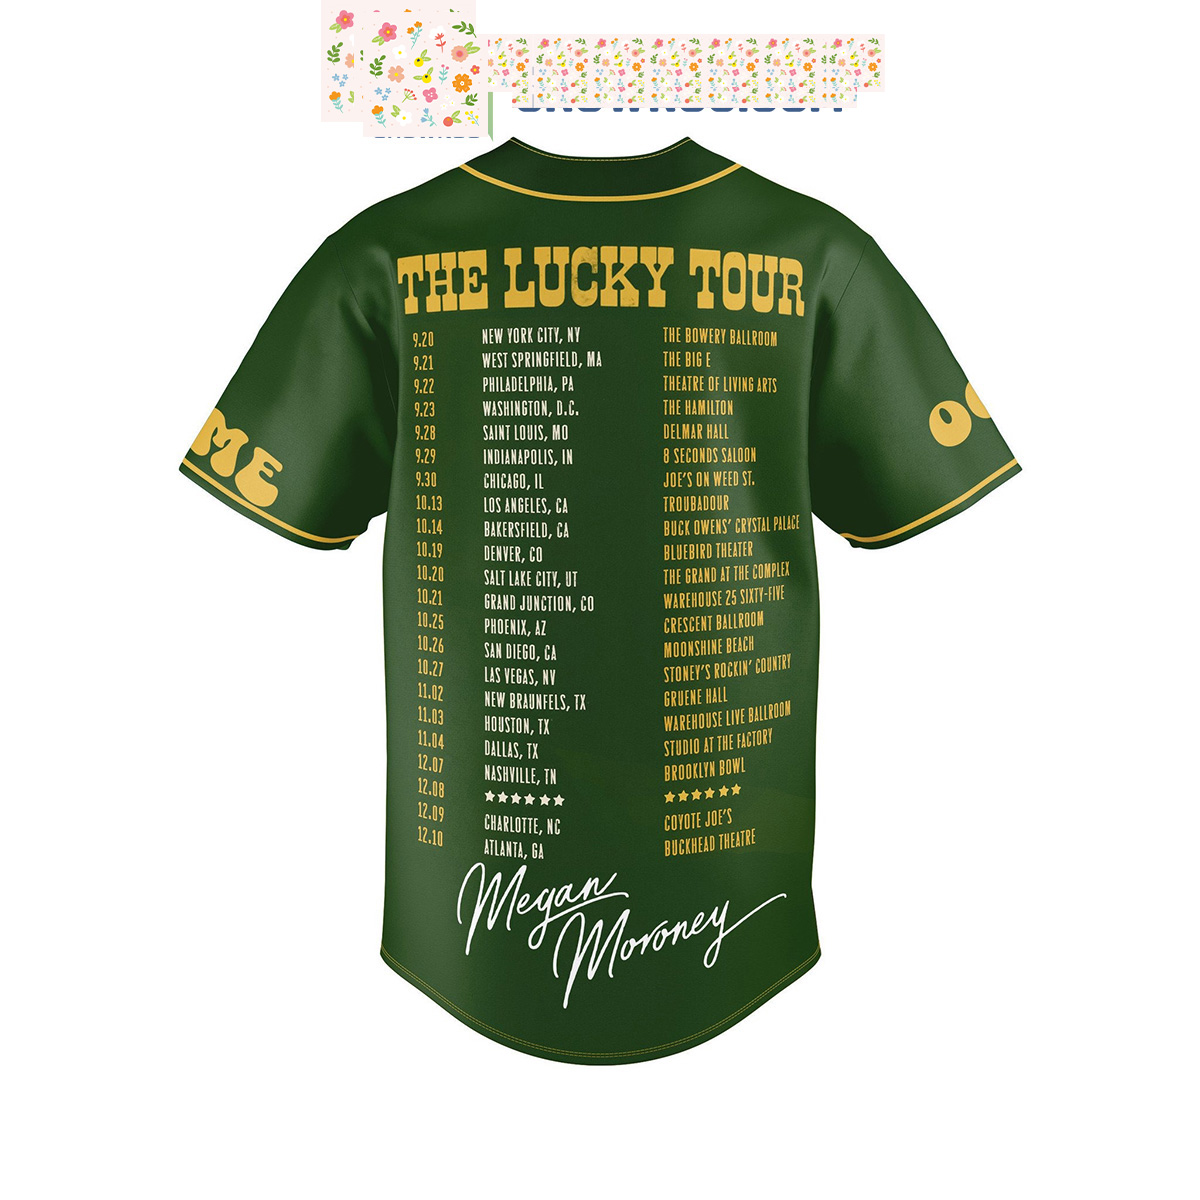 THE LUCKY TOUR
9.20 NEW YORK CITY, NY THE BOWERY BALLROOM
9.21 WEST SPRINGFIELD, MA THE BIG E
9.22 PHILADELPHIA, PA THEATRE OF LIVING ARTS
9.23 WASHINGTON, D.C. THE HAMILTON
9.28 SAINT LOUIS, MO DELMAR HALL
9.29 INDIANAPOLIS, IN 8 SECONDS SALOON
9.30 CHICAGO, IL JOE'S ON WEED ST.
10.13 LOS ANGELES, CA TROUBADOUR
10.14 BAKERSFIELD, CA BUCK OWENS' CRYSTAL PALACE
10.19 DENVER, CO BLUEBIRD THEATER
10.20 SALT LAKE CITY, UT THE GRAND AT THE COMPLEX
10.21 GRAND JUNCTION, CO WAREHOUSE 25 SIXTY-FIVE
10.25 PHOENIX, AZ CRESCENT BALLROOM
10.26 SAN DIEGO, CA MOONSHINE BEACH
10.27 LAS VEGAS, NV STONEY'S ROCKIN' COUNTRY
11.02 NEW BRAUNFELS, TX GRUENE HALL
11.03 HOUSTON, TX WAREHOUSE LIVE BALLROOM
11.04 DALLAS, TX STUDIO AT THE FACTORY
12.07 NASHVILLE, TN BROOKLYN BOWL
12.08 ★★★★★★ ★★★★★★
12.09 CHARLOTTE, NC COYOTE JOE'S
12.10 ATLANTA, GA BUCKHEAD THEATRE
ME
Megan
Moroney